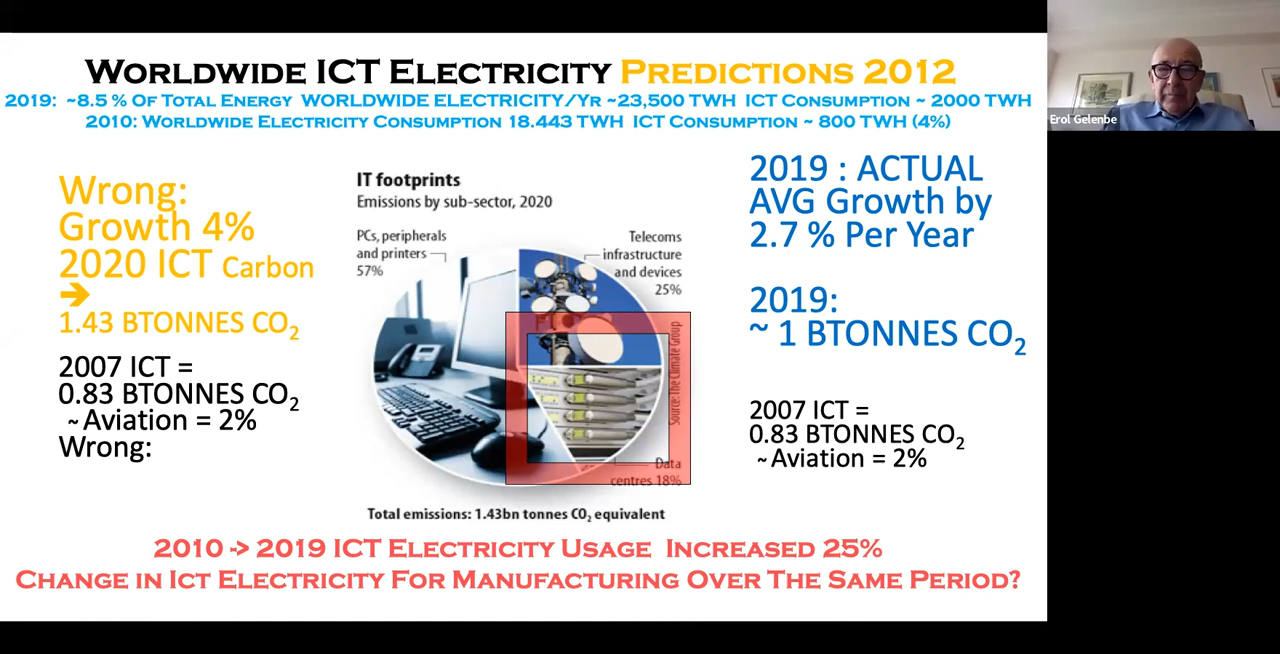 WORLDWIDE ICT ELECTRICITY PREDICTIONS 2012
2019: ~8.5 % OF TOTAL ENERGY WORLDWIDE ELECTRICITY/YR ~23,500 TWH ICT CONSUMPTION ~ 2000 TWH
2010: WORLDWIDE ELECTRICITY CONSUMPTION 18.443 TWH ICT CONSUMPTION ~ 800 TWH (4%)
Erol Gelenbe
Wrong:
Growth 4%
2020 ICT Carbon
➔
1.43 BTONNES CO₂
2007 ICT =
0.83 BTONNES CO₂
~Aviation = 2%
Wrong:
IT footprints
Emissions by sub-sector, 2020
PCs, peripherals
and printers
57%
Telecoms
infrastructure
and devices
25%
Source: The Climate Group
Data
centres 18%
Total emissions: 1.43bn tonnes CO₂ equivalent
2019 : ACTUAL
AVG Growth by
2.7 % Per Year
2019:
~ 1 BTONNES CO₂
2007 ICT =
0.83 BTONNES CO₂
~Aviation = 2%
2010 -> 2019 ICT ELECTRICITY USAGE INCREASED 25%
CHANGE IN ICT ELECTRICITY FOR MANUFACTURING OVER THE SAME PERIOD?